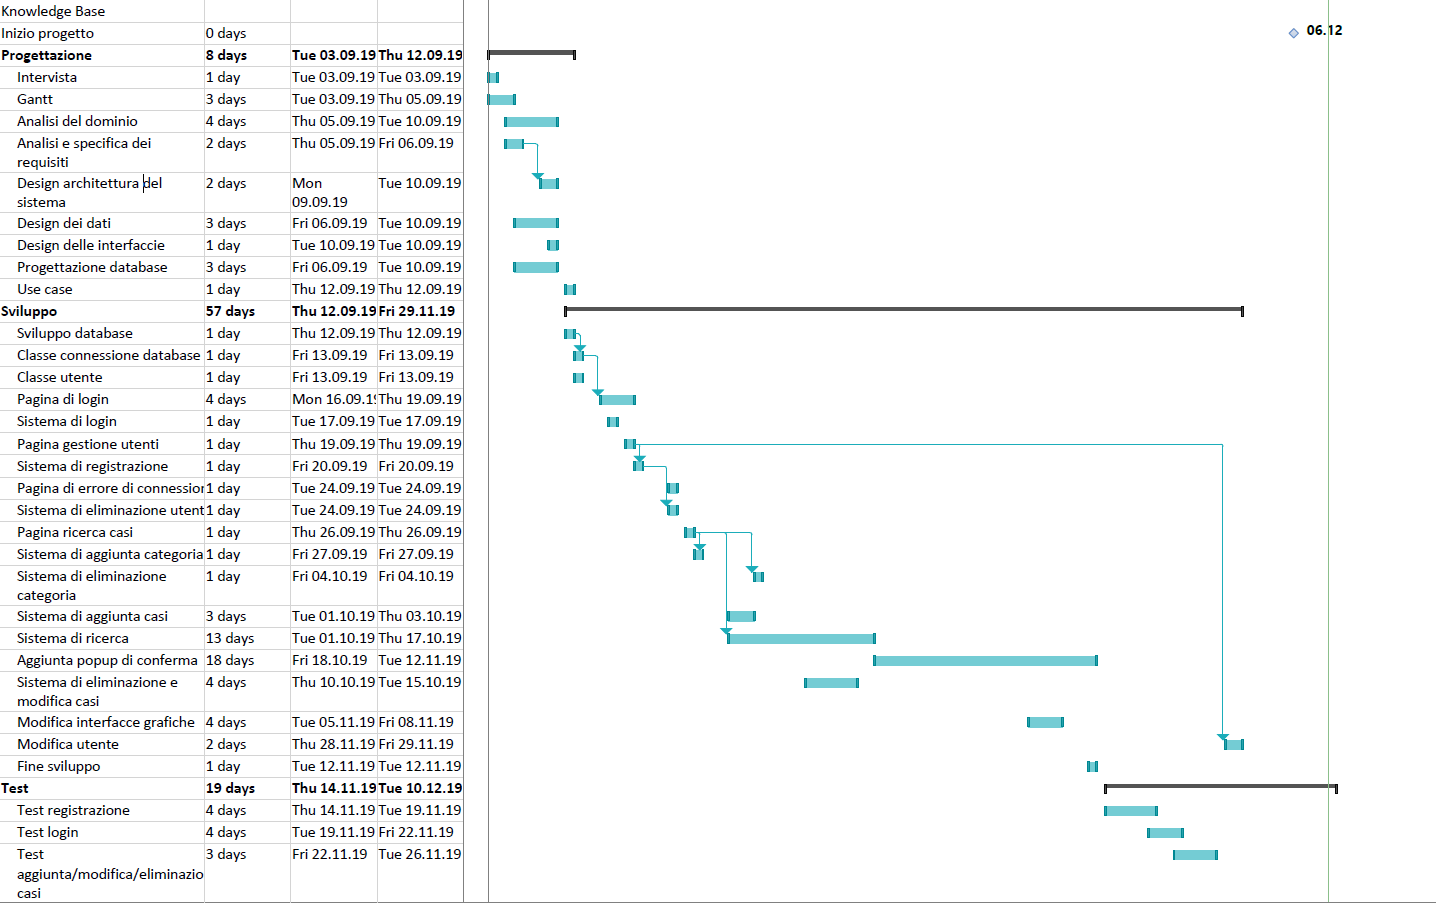 Knowledge Base
Inizio progetto 0 days 06.12
Progettazione 8 days Tue 03.09.19 Thu 12.09.19
Intervista 1 day Tue 03.09.19 Tue 03.09.19
Gantt 3 days Tue 03.09.19 Thu 05.09.19
Analisi del dominio 4 days Thu 05.09.19 Tue 10.09.19
Analisi e specifica dei 2 days Thu 05.09.19 Fri 06.09.19
requisiti
Design architettura del 2 days Mon Tue 10.09.19
sistema 09.09.19
Design dei dati 3 days Fri 06.09.19 Tue 10.09.19
Design delle interfaccie 1 day Tue 10.09.19 Tue 10.09.19
Progettazione database 3 days Fri 06.09.19 Tue 10.09.19
Use case 1 day Thu 12.09.19 Thu 12.09.19
Sviluppo 57 days Thu 12.09.19 Fri 29.11.19
Sviluppo database 1 day Thu 12.09.19 Thu 12.09.19
Classe connessione database 1 day Fri 13.09.19 Fri 13.09.19
Classe utente 1 day Fri 13.09.19 Fri 13.09.19
Pagina di login 4 days Mon 16.09.19 Thu 19.09.19
Sistema di login 1 day Tue 17.09.19 Tue 17.09.19
Pagina gestione utenti 1 day Thu 19.09.19 Thu 19.09.19
Sistema di registrazione 1 day Fri 20.09.19 Fri 20.09.19
Pagina di errore di connession 1 day Tue 24.09.19 Tue 24.09.19
Sistema di eliminazione utent 1 day Tue 24.09.19 Tue 24.09.19
Pagina ricerca casi 1 day Thu 26.09.19 Thu 26.09.19
Sistema di aggiunta categoria 1 day Fri 27.09.19 Fri 27.09.19
Sistema di eliminazione 1 day Fri 04.10.19 Fri 04.10.19
categoria
Sistema di aggiunta casi 3 days Tue 01.10.19 Thu 03.10.19
Sistema di ricerca 13 days Tue 01.10.19 Thu 17.10.19
Aggiunta popup di conferma 18 days Fri 18.10.19 Tue 12.11.19
Sistema di eliminazione e 4 days Thu 10.10.19 Tue 15.10.19
modifica casi
Modifica interfacce grafiche 4 days Tue 05.11.19 Fri 08.11.19
Modifica utente 2 days Thu 28.11.19 Fri 29.11.19
Fine sviluppo 1 day Tue 12.11.19 Tue 12.11.19
Test 19 days Thu 14.11.19 Tue 10.12.19
Test registrazione 4 days Thu 14.11.19 Tue 19.11.19
Test login 4 days Tue 19.11.19 Fri 22.11.19
Test 3 days Fri 22.11.19 Tue 26.11.19
aggiunta/modifica/eliminazio
casi